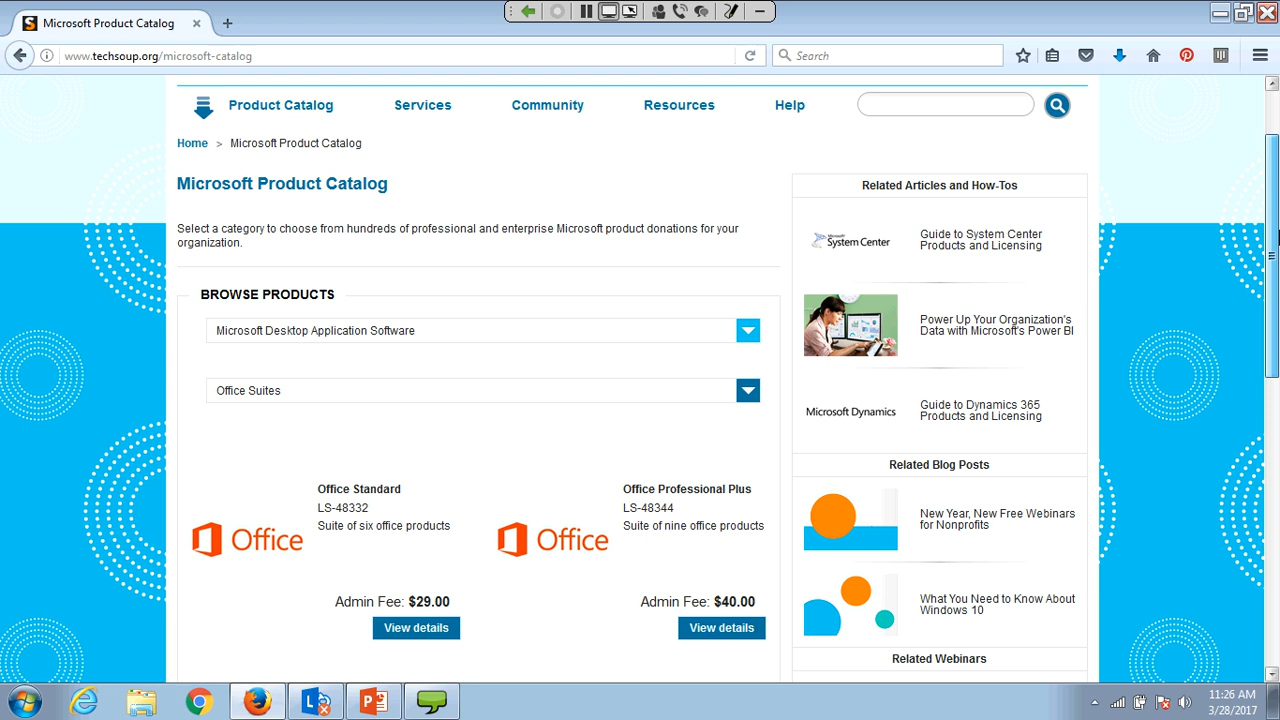 Microsoft Product Catalog
www.techsoup.org/microsoft-catalog
Search
Product Catalog
Services
Community
Resources
Help
Home > Microsoft Product Catalog
Microsoft Product Catalog
Select a category to choose from hundreds of professional and enterprise Microsoft product donations for your
organization.
BROWSE PRODUCTS
Microsoft Desktop Application Software
Office Suites
Office Standard
LS-48332
Suite of six office products
Office
Admin Fee: $29.00
View details
Office Professional Plus
LS-48344
Suite of nine office products
Office
Admin Fee: $40.00
View details
Related Articles and How-Tos
Microsoft
System Center
Guide to System Center
Products and Licensing
Power Up Your Organization's
Data with Microsoft's Power BI
Microsoft Dynamics
Guide to Dynamics 365
Products and Licensing
Related Blog Posts
New Year, New Free Webinars
for Nonprofits
What You Need to Know About
Windows 10
Related Webinars
11:26 AM
3/28/2017